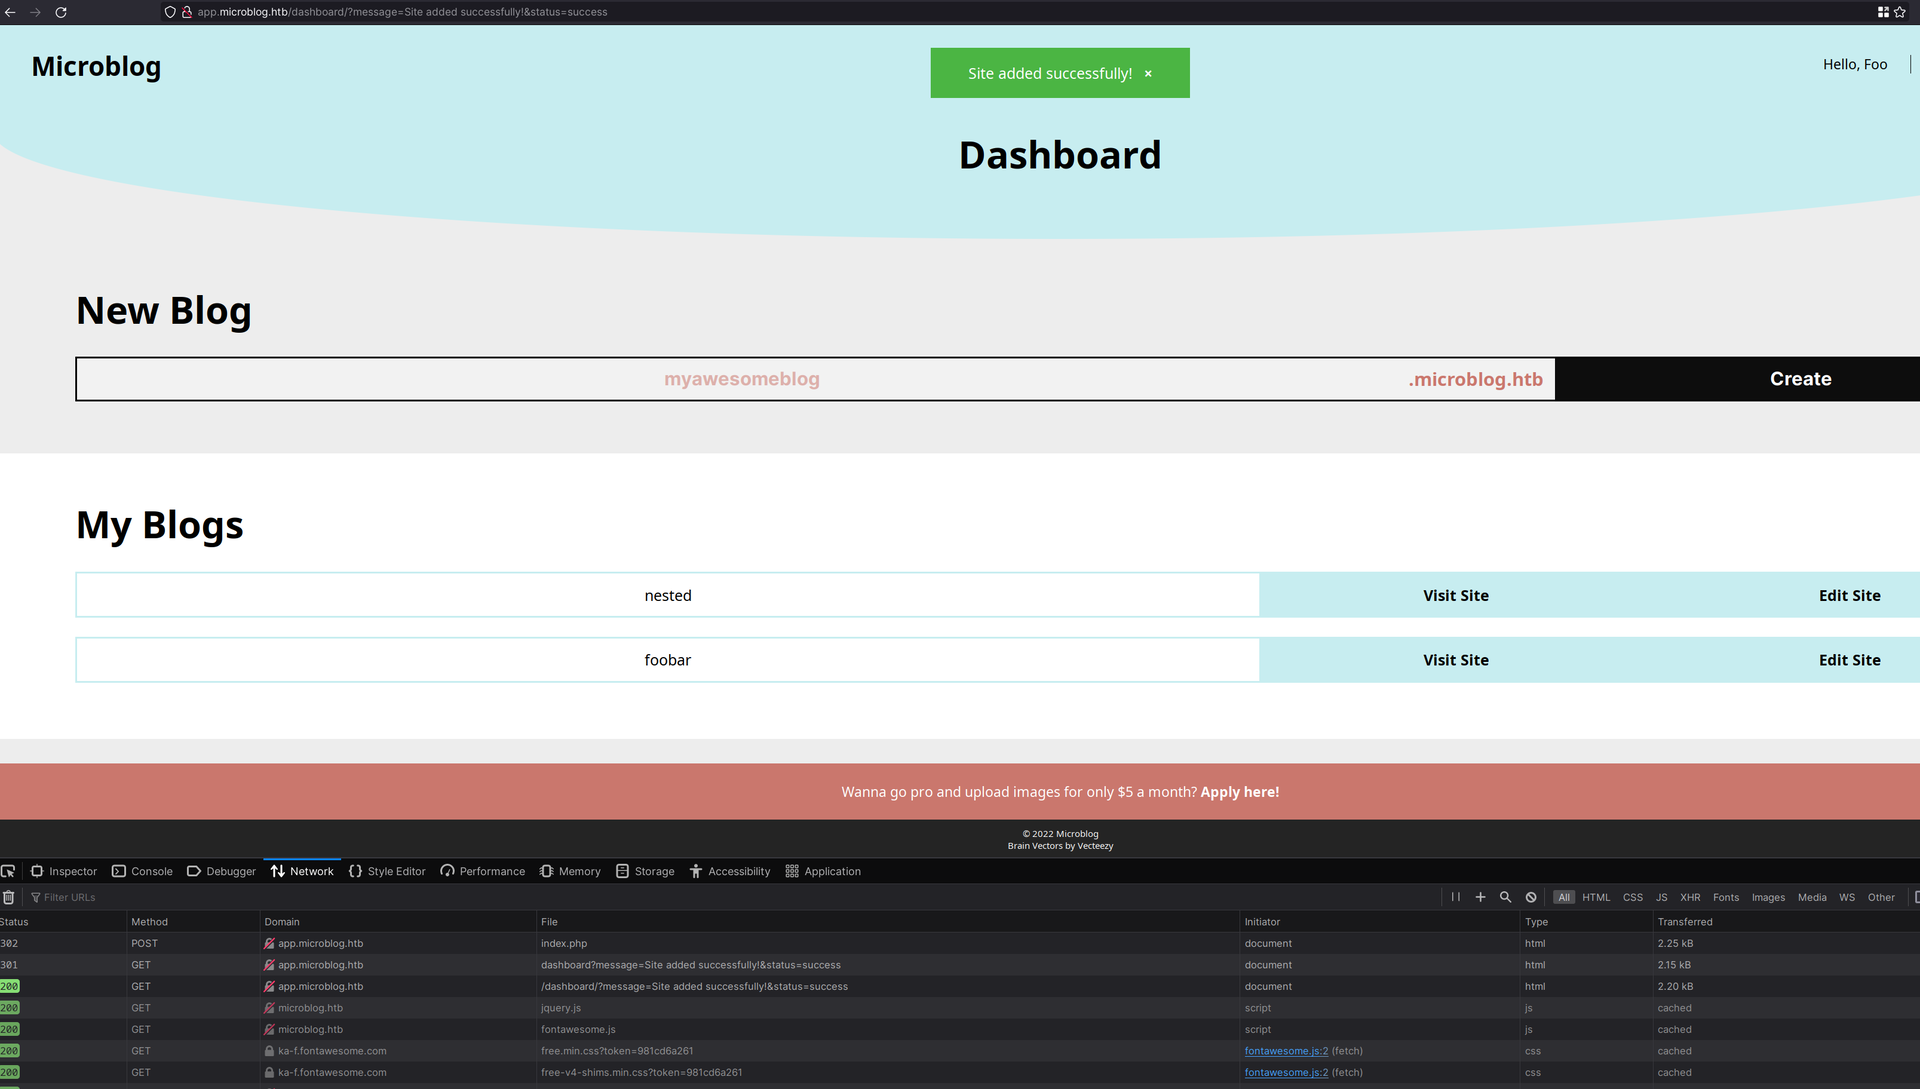 app.microblog.htb/dashboard/?message=Site added successfully!&status=success
Microblog
Site added successfully! ×
Hello, Foo
Dashboard
New Blog
myawesomeblog .microblog.htb Create
My Blogs
nested Visit Site Edit Site
foobar Visit Site Edit Site
Wanna go pro and upload images for only $5 a month? Apply here!
© 2022 Microblog
Brain Vectors by Vecteezy
Inspector Console Debugger Network Style Editor Performance Memory Storage Accessibility Application
Filter URLs All HTML CSS JS XHR Fonts Images Media WS Other
Status Method Domain File Initiator Type Transferred
302 POST app.microblog.htb index.php document html 2.25 kB
301 GET app.microblog.htb dashboard?message=Site added successfully!&status=success document html 2.15 kB
200 GET app.microblog.htb /dashboard/?message=Site added successfully!&status=success document html 2.20 kB
200 GET microblog.htb jquery.js script js cached
200 GET microblog.htb fontawesome.js script js cached
200 GET ka-f.fontawesome.com free.min.css?token=981cd6a261 fontawesome.js:2 (fetch) css cached
200 GET ka-f.fontawesome.com free-v4-shims.min.css?token=981cd6a261 fontawesome.js:2 (fetch) css cached